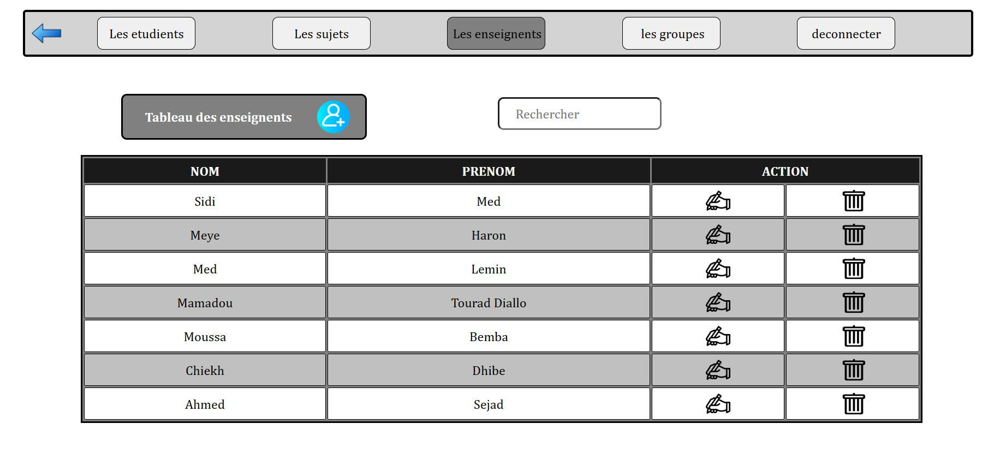 Les etudients Les sujets Les enseignents les groupes deconnecter
Tableau des enseignents Rechercher
NOM PRENOM ACTION
Sidi Med
Meye Haron
Med Lemin
Mamadou Tourad Diallo
Moussa Bemba
Chiekh Dhibe
Ahmed Sejad